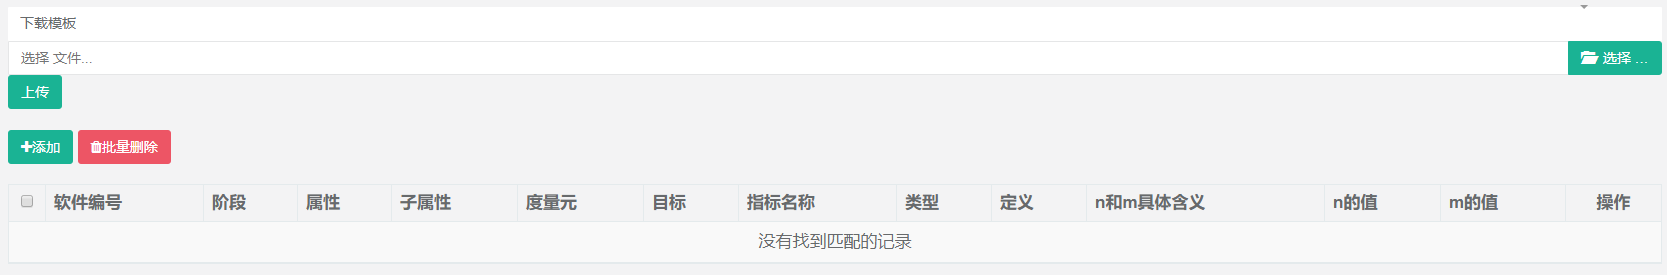 下载模板
选择 文件...
选择 ...
上传
添加 批量删除
软件编号 阶段 属性 子属性 度量元 目标 指标名称 类型 定义 n和m具体含义 n的值 m的值 操作
没有找到匹配的记录